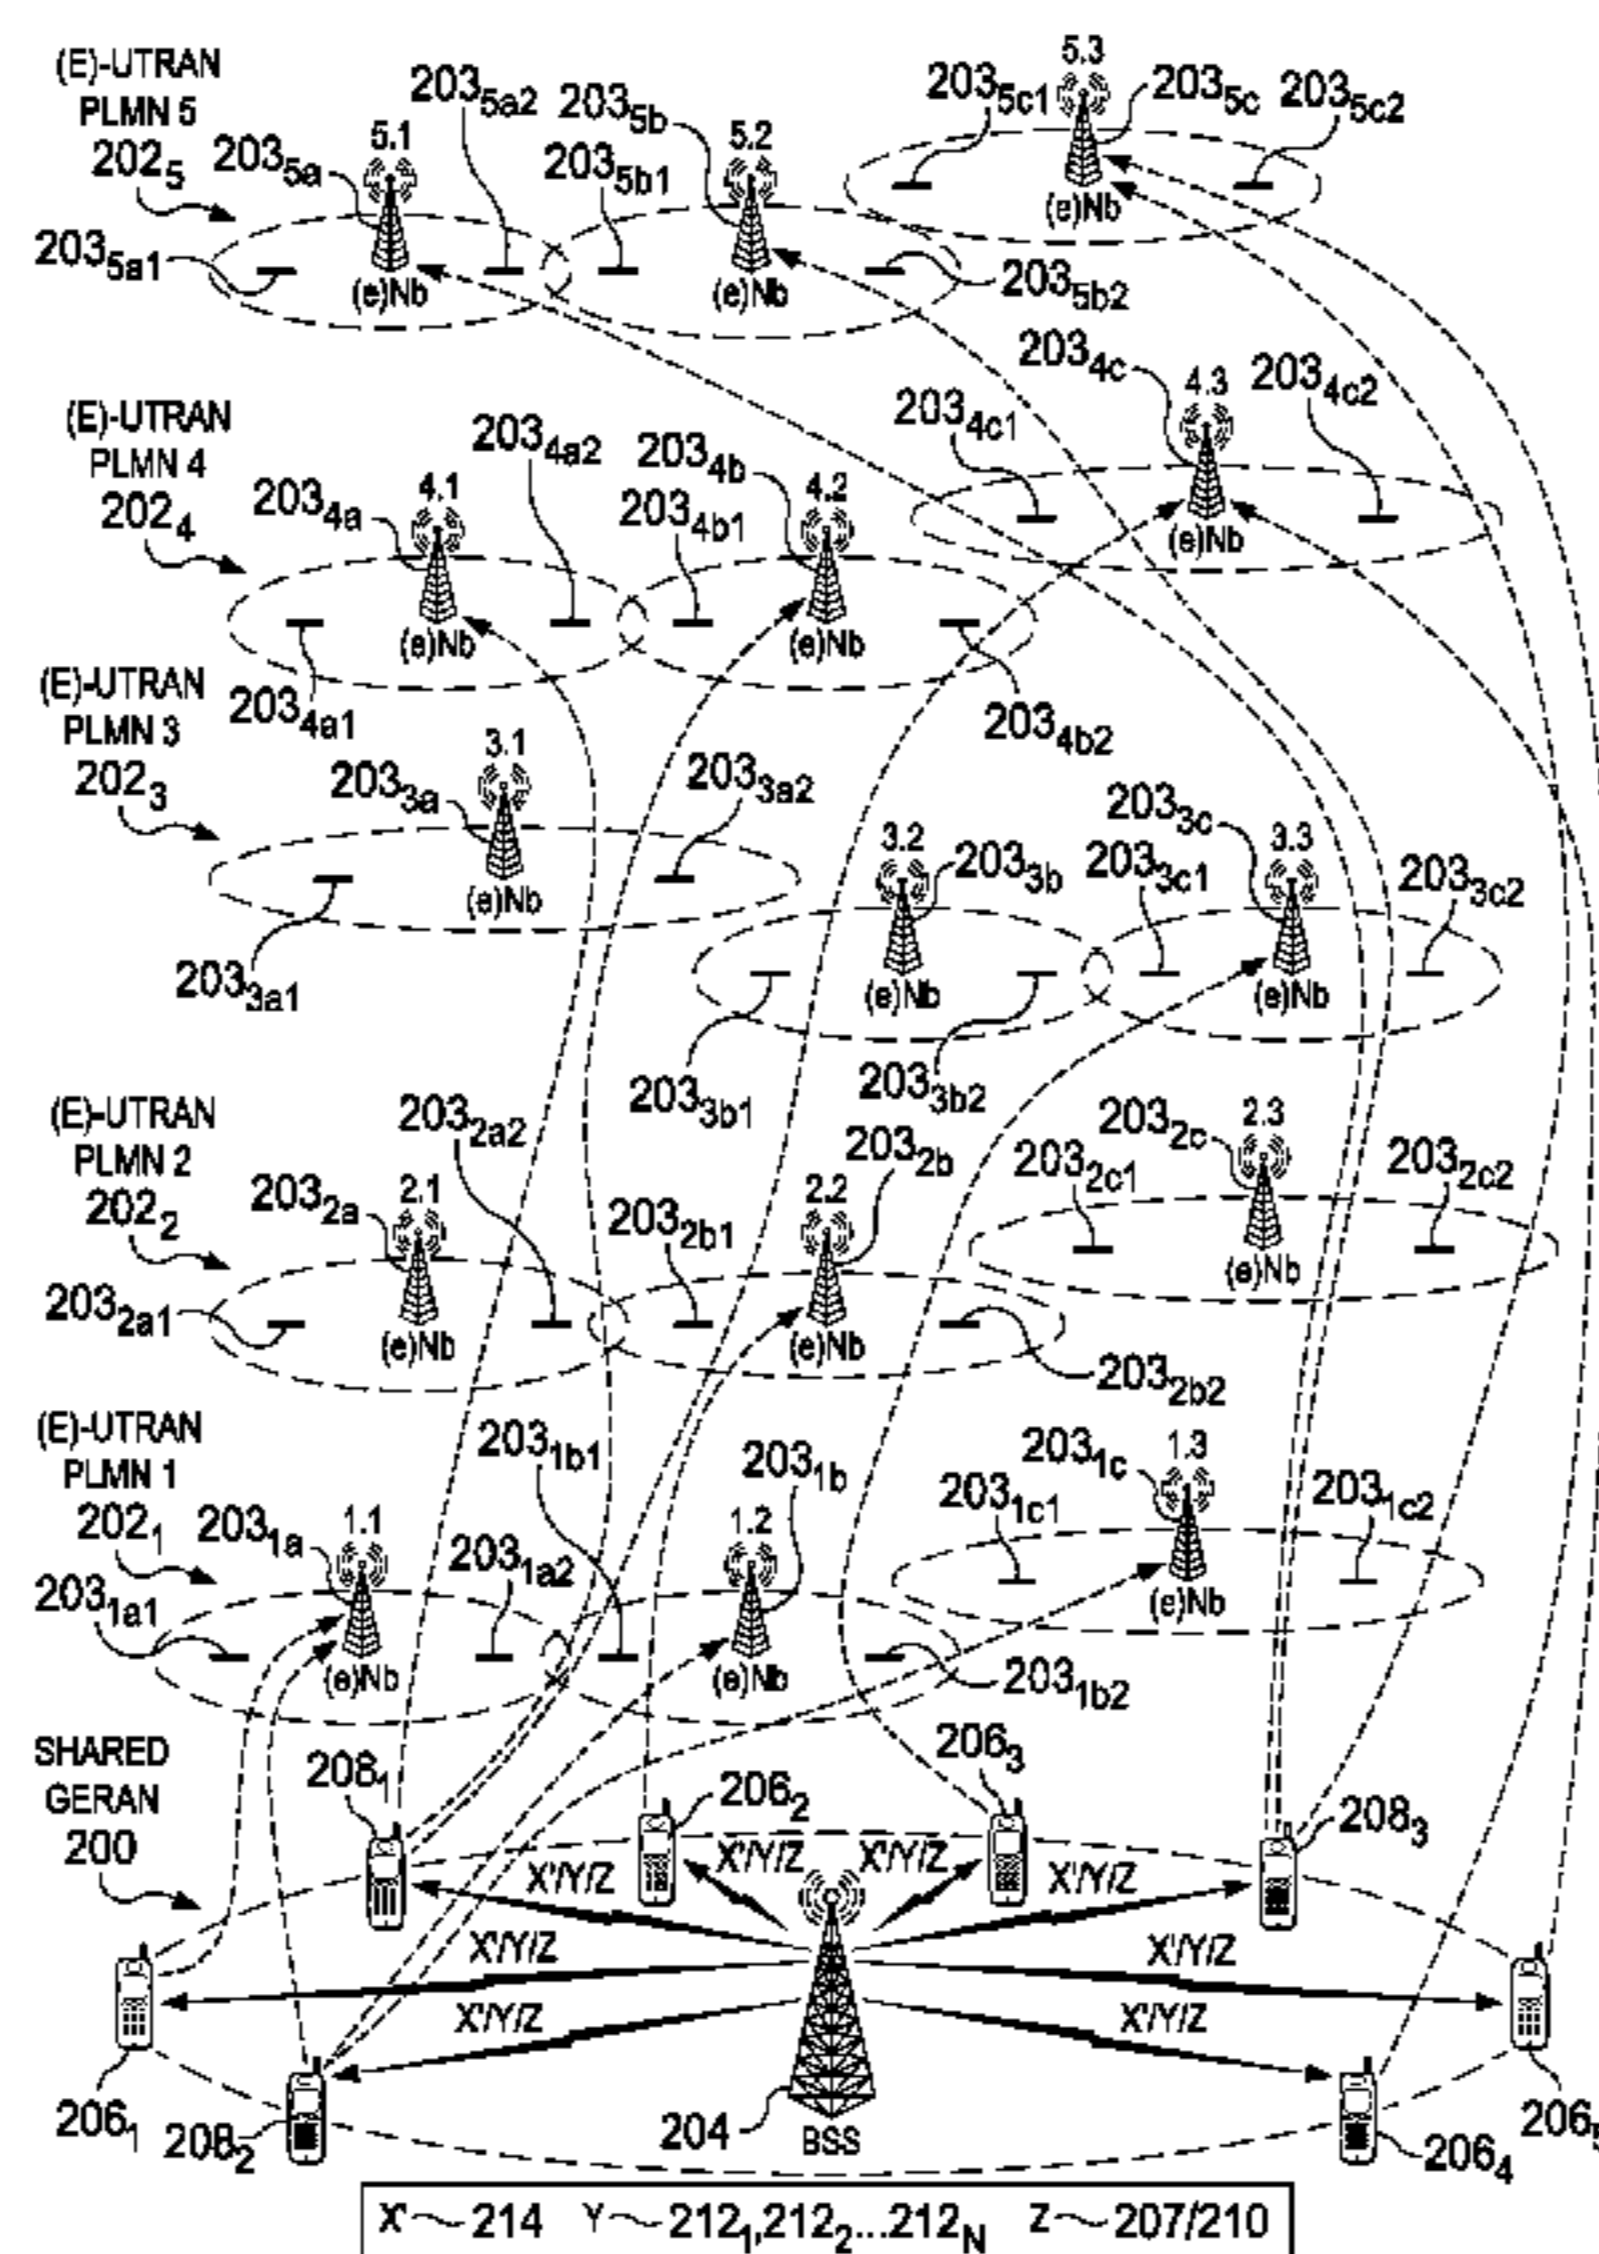 (E)-UTRAN
PLMN 5
202₅
203₅ₐ
5.1
203₅ₐ₂
203₅b
203₅b1
5.2
203₅c1
5.3
203₅c
203₅c2
203₅ₐ₁
(e)Nb
(e)Nb
(e)Nb
203₅b2
(E)-UTRAN
PLMN 4
202₄
203₄ₐ
4.1
203₄ₐ₂
203₄b
203₄b1
4.2
203₄c1
203₄c
4.3
203₄c2
(e)Nb
(e)Nb
(e)Nb
203₄ₐ₁
203₄b2
(E)-UTRAN
PLMN 3
202₃
203₃ₐ
3.1
203₃ₐ₂
(e)Nb
203₃ₐ₁
3.2
203₃b
203₃c1
203₃c
3.3
203₃c2
(e)Nb
(e)Nb
203₃b1
203₃b2
(E)-UTRAN
PLMN 2
202₂
203₂ₐ
2.1
203₂ₐ₂
203₂b1
2.2
203₂b
203₂c1
203₂c
2.3
203₂c2
203₂ₐ₁
(e)Nb
(e)Nb
(e)Nb
203₂b2
(E)-UTRAN
PLMN 1
202₁
203₁ₐ
1.1
203₁b1
203₁ₐ₂
1.2
203₁b
203₁c1
203₁c
1.3
203₁c2
203₁ₐ₁
(e)Nb
(e)Nb
(e)Nb
203₁b2
SHARED
GERAN
200
208₁
206₂
206₃
208₃
X'/Y/Z
X'/Y/Z
X'/Y/Z
X'/Y/Z
X'/Y/Z
X'/Y/Z
X'/Y/Z
X'/Y/Z
206₁
208₂
204
BSS
206₄
206₅
X' 214 Y 212₁,212₂...212N Z 207/210